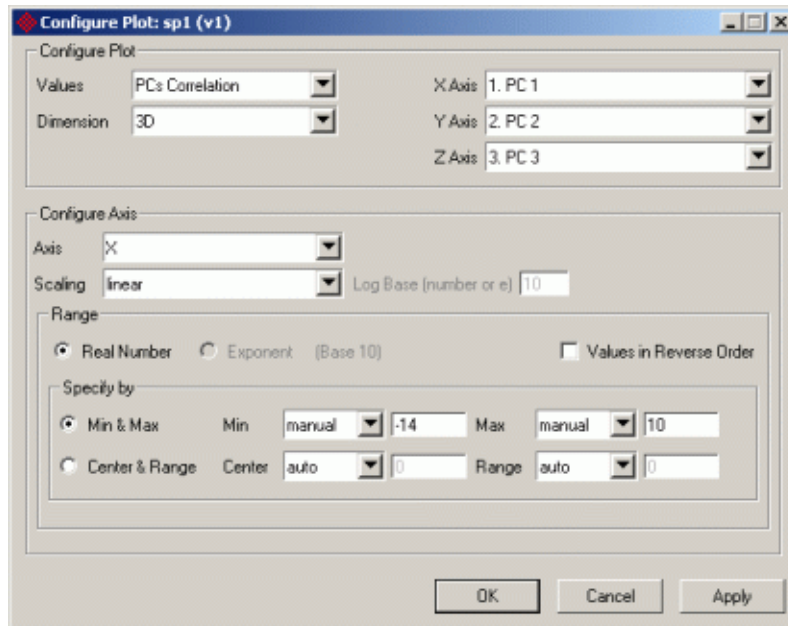 Configure Plot: sp1 (v1)
Configure Plot
Values PCs Correlation X Axis 1. PC 1
Dimension 3D Y Axis 2. PC 2
Z Axis 3. PC 3
Configure Axis
Axis X
Scaling linear Log Base (number or e) 10
Range
Real Number Exponent (Base 10) Values in Reverse Order
Specify by
Min & Max Min manual -14 Max manual 10
Center & Range Center auto 0 Range auto 0
OK Cancel Apply